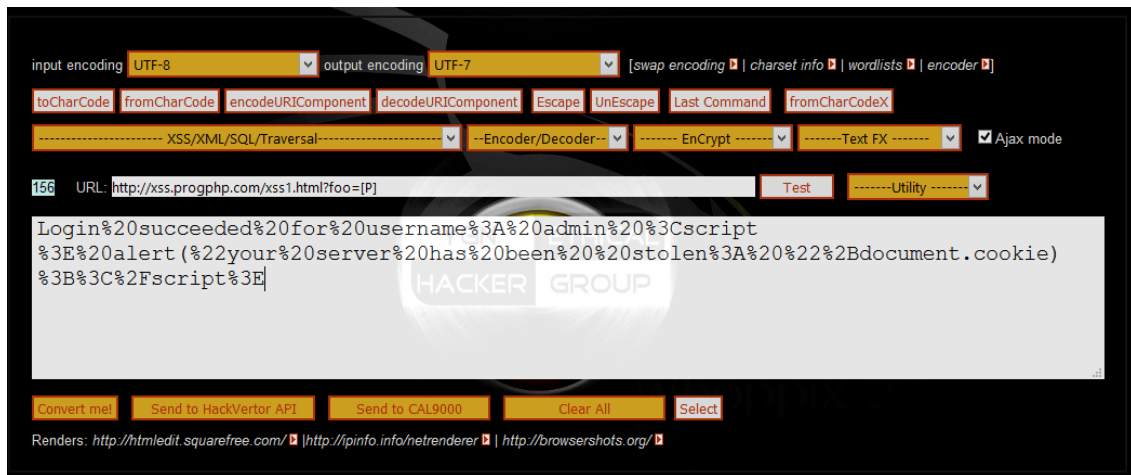 input encoding UTF-8 output encoding UTF-7 [swap encoding | charset info | wordlists | encoder ]
toCharCode fromCharCode encodeURIComponent decodeURIComponent Escape UnEscape Last Command fromCharCodeX
---------------------- XSS/XML/SQL/Traversal---------------------- --Encoder/Decoder-- ------- EnCrypt ------- -------Text FX ------- Ajax mode
156 URL: http://xss.progphp.com/xss1.html?foo=[P] Test -------Utility -------
Login%20succeeded%20for%20username%3A%20admin%20%3Cscript
%3E%20alert(%22your%20server%20has%20been%20%20stolen%3A%20%22%2Bdocument.cookie)
%3B%3C%2Fscript%3E
ETHICAL
HACKER GROUP
Convert me! Send to HackVertor API Send to CAL9000 Clear All Select
Renders: http://htmledit.squarefree.com/ |http://ipinfo.info/netrenderer | http://browsershots.org/